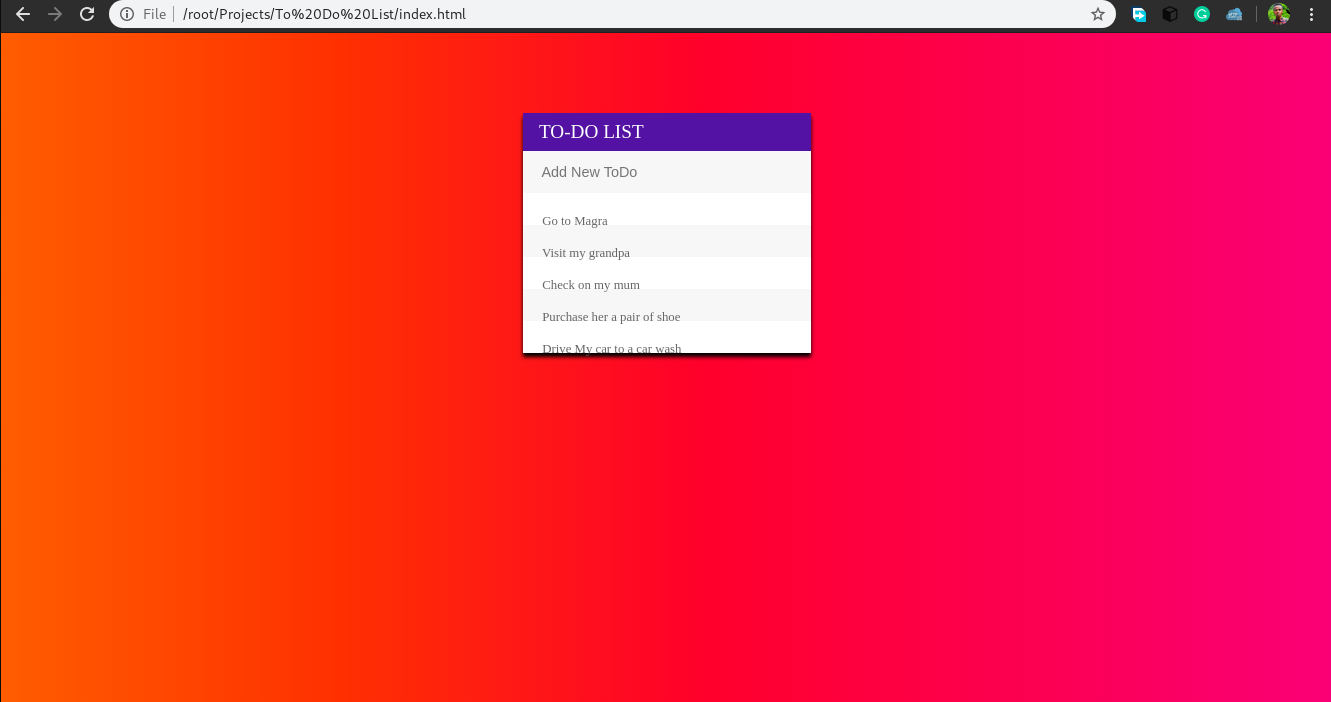 File /root/Projects/To%20Do%20List/index.html
TO-DO LIST
Add New ToDo
Go to Magra
Visit my grandpa
Check on my mum
Purchase her a pair of shoe
Drive My car to a car wash